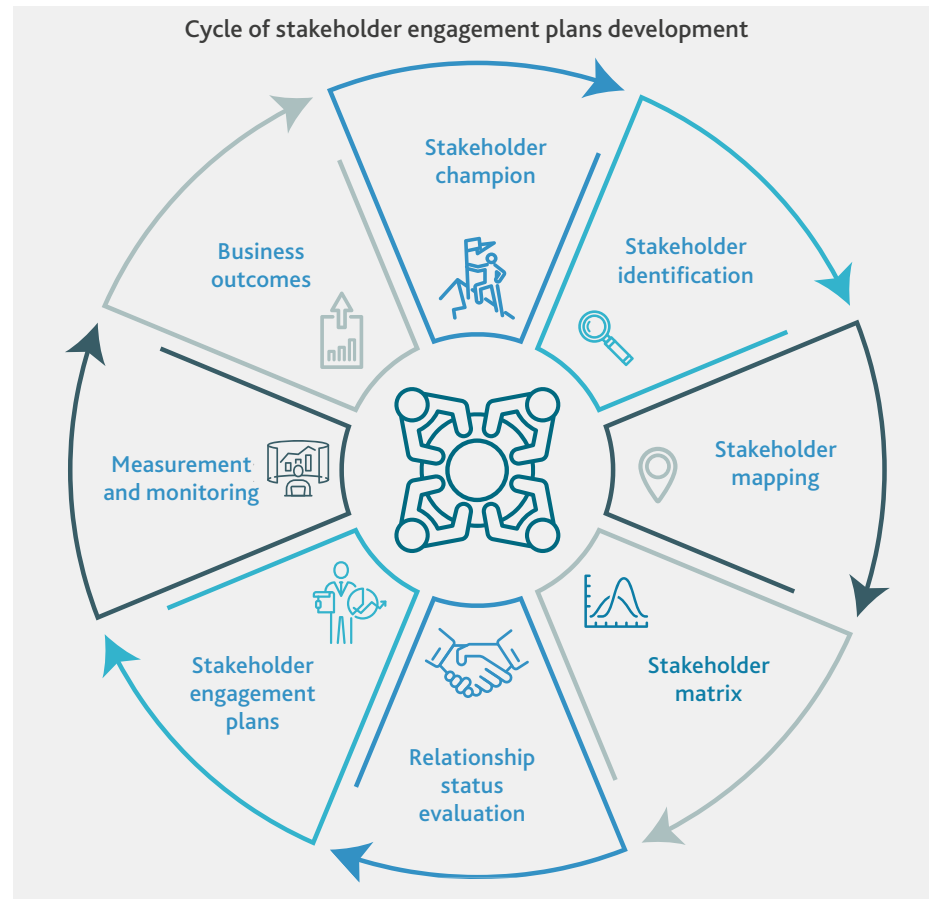 Cycle of stakeholder engagement plans development
Stakeholder
champion
Stakeholder
identification
Stakeholder
mapping
Stakeholder
matrix
Relationship
status
evaluation
Stakeholder
engagement
plans
Measurement
and monitoring
Business
outcomes